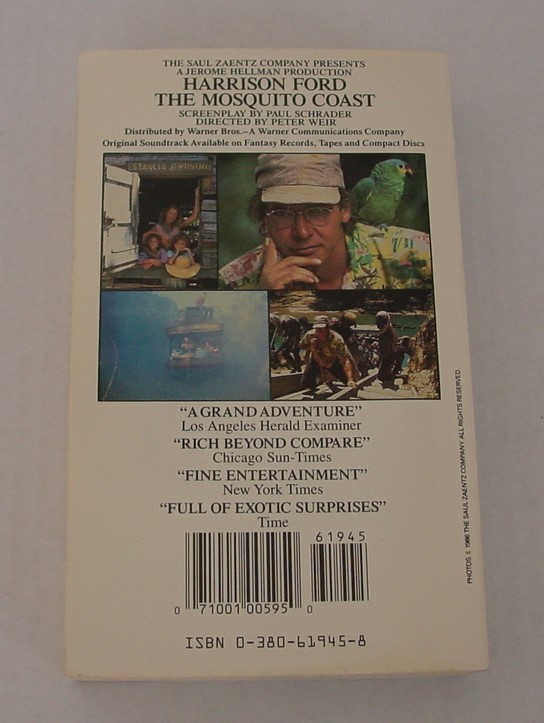 THE SAUL ZAENTZ COMPANY PRESENTS
A JEROME HELLMAN PRODUCTION
HARRISON FORD
THE MOSQUITO COAST
SCREENPLAY BY PAUL SCHRADER
DIRECTED BY PETER WEIR
Distributed by Warner Bros.–A Warner Communications Company
Original Soundtrack Available on Fantasy Records, Tapes and Compact Discs
ESTANCIA JERONIMO
“A GRAND ADVENTURE”
Los Angeles Herald Examiner
“RICH BEYOND COMPARE”
Chicago Sun-Times
“FINE ENTERTAINMENT”
New York Times
“FULL OF EXOTIC SURPRISES”
Time
61945
0 71001 00595 0
ISBN 0-380-61945-8
PHOTOS © 1986 THE SAUL ZAENTZ COMPANY. ALL RIGHTS RESERVED.